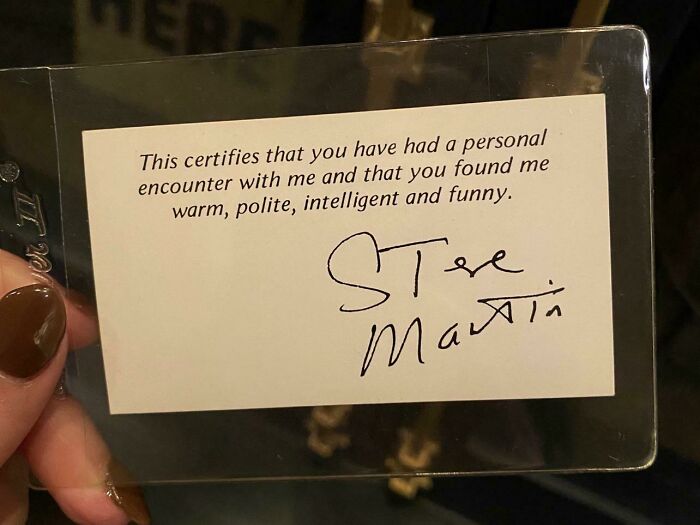 HERE
This certifies that you have had a personal
encounter with me and that you found me
warm, polite, intelligent and funny.
Steve
Martin